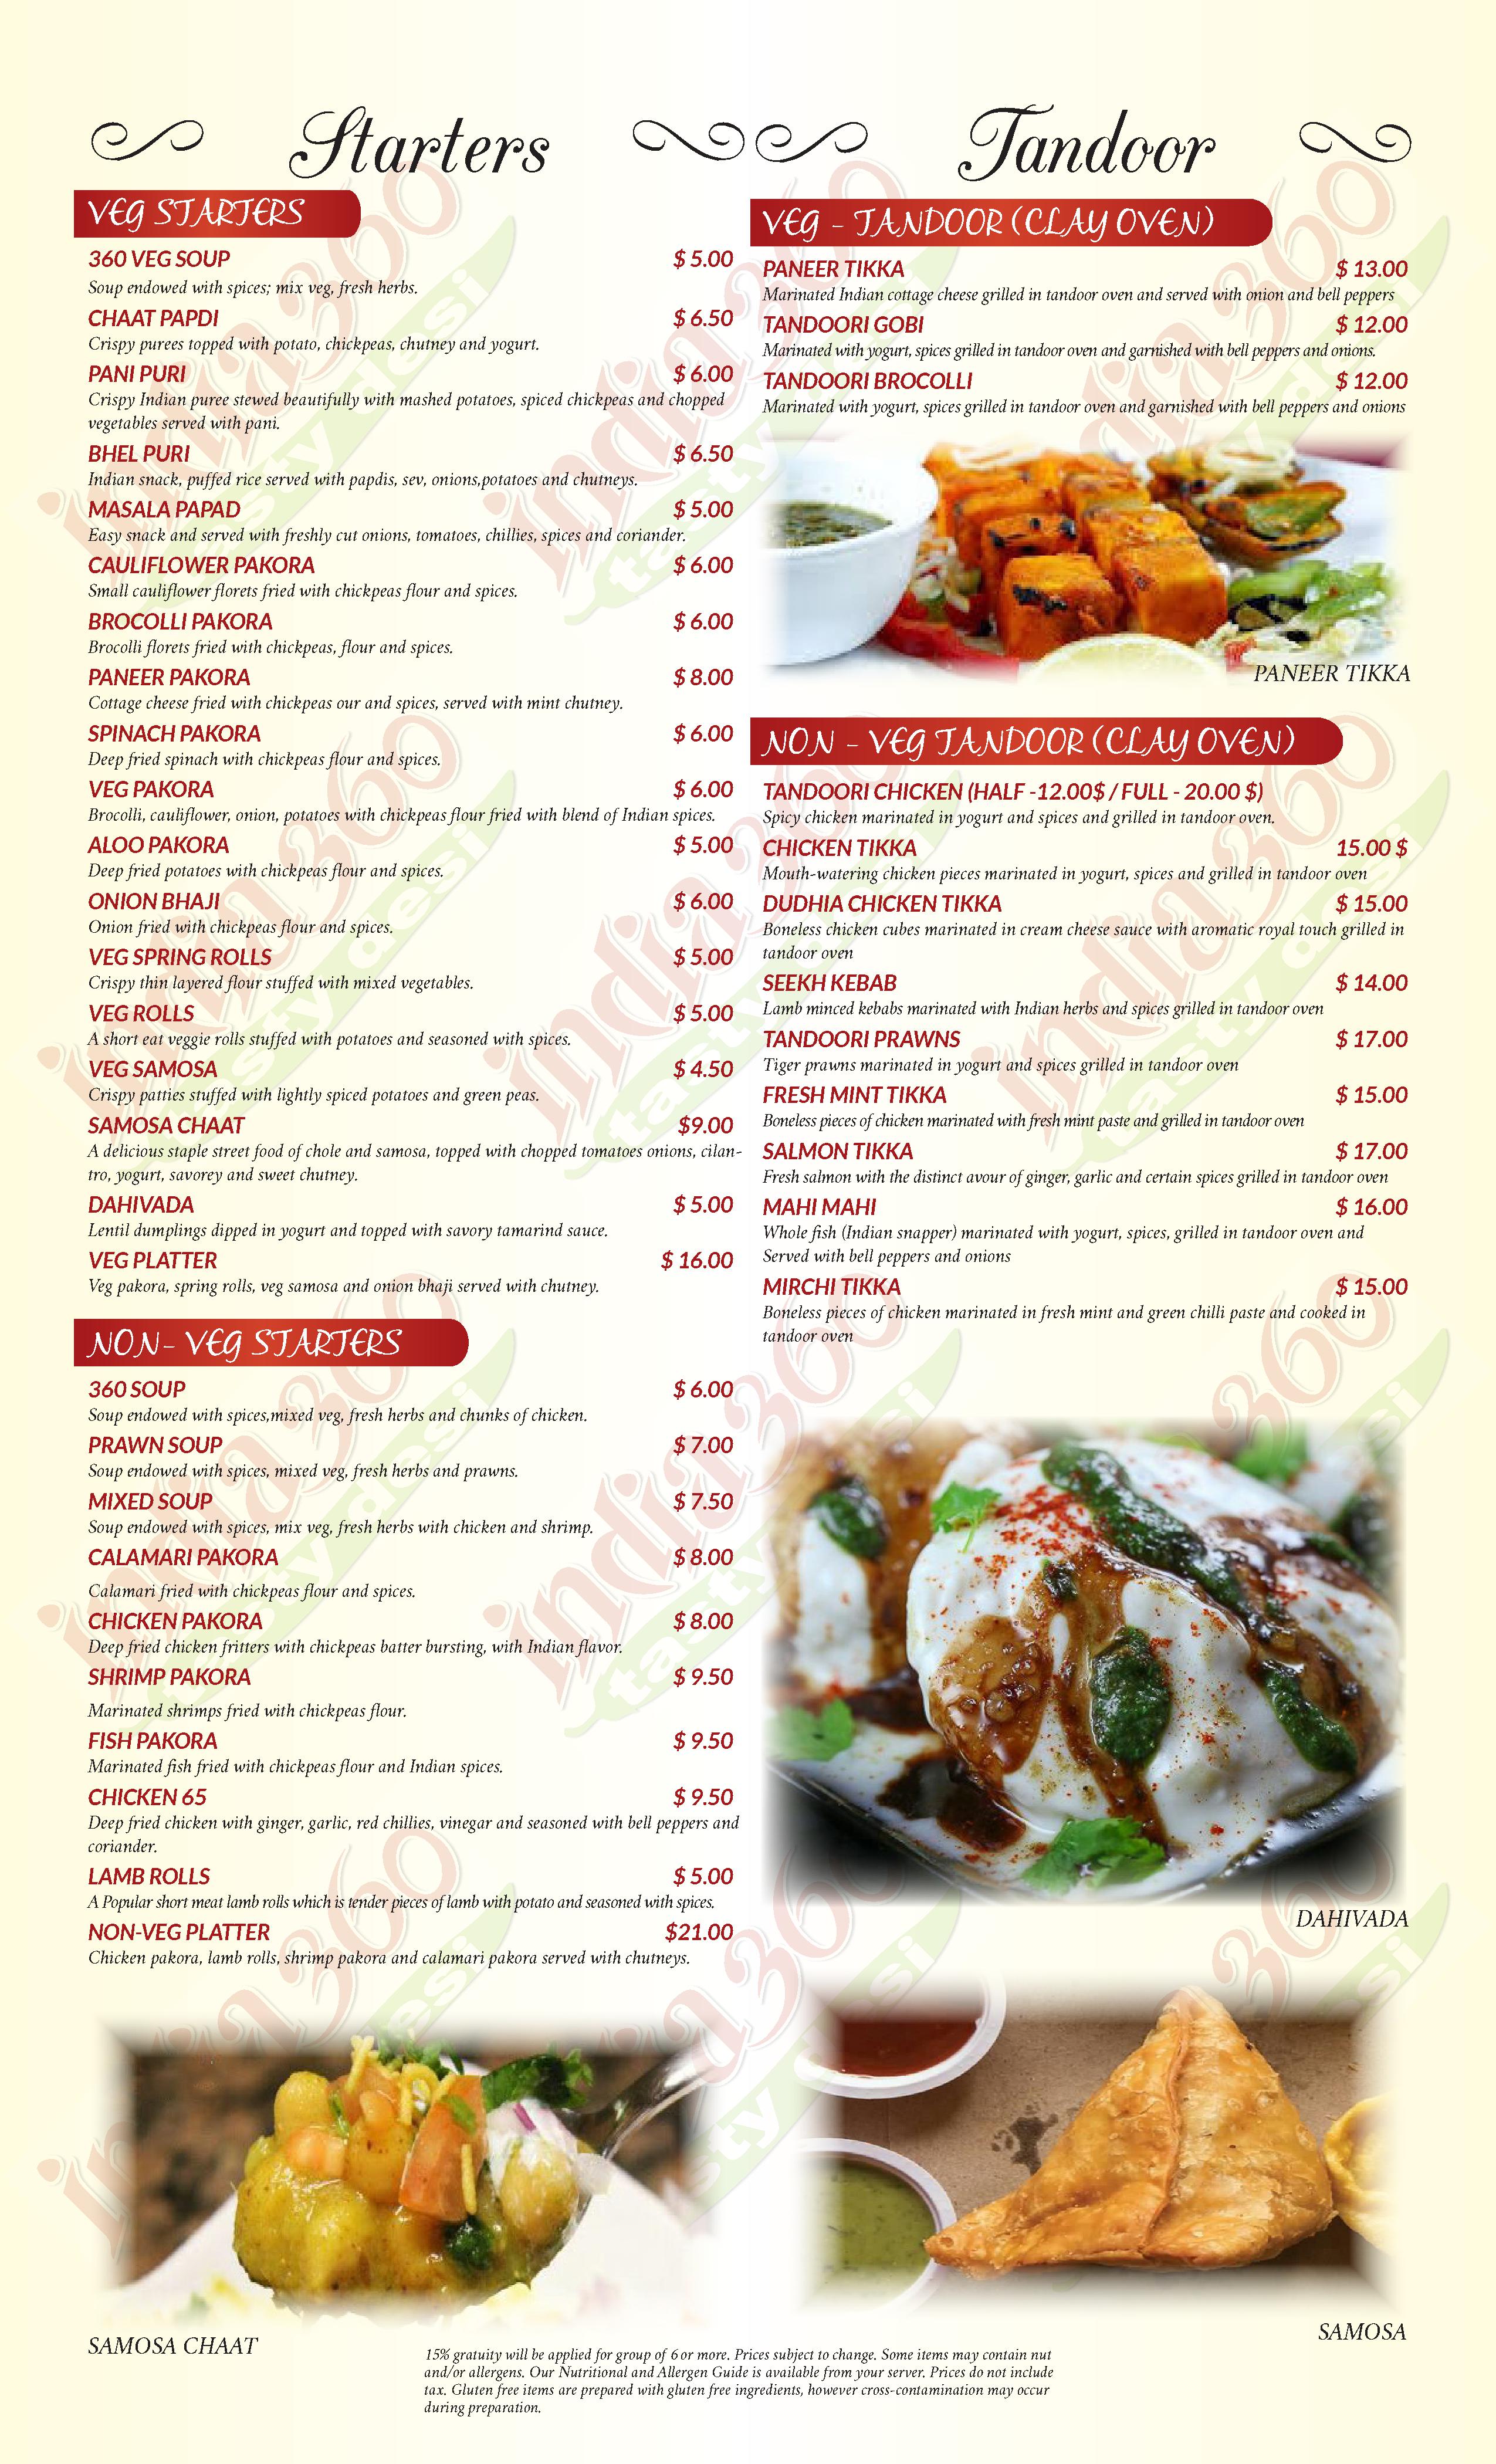 Starters
VEG STARTERS
360 VEG SOUP $ 5.00
Soup endowed with spices; mix veg, fresh herbs.
CHAAT PAPDI $ 6.50
Crispy purees topped with potato, chickpeas, chutney and yogurt.
PANI PURI $ 6.00
Crispy Indian puree stewed beautifully with mashed potatoes, spiced chickpeas and chopped
vegetables served with pani.
BHEL PURI $ 6.50
Indian snack, puffed rice served with papdis, sev, onions,potatoes and chutneys.
MASALA PAPAD $ 5.00
Easy snack and served with freshly cut onions, tomatoes, chillies, spices and coriander.
CAULIFLOWER PAKORA $ 6.00
Small cauliflower florets fried with chickpeas flour and spices.
BROCOLLI PAKORA $ 6.00
Brocolli florets fried with chickpeas, flour and spices.
PANEER PAKORA $ 8.00
Cottage cheese fried with chickpeas our and spices, served with mint chutney.
SPINACH PAKORA $ 6.00
Deep fried spinach with chickpeas flour and spices.
VEG PAKORA $ 6.00
Brocolli, cauliflower, onion, potatoes with chickpeas flour fried with blend of Indian spices.
ALOO PAKORA $ 5.00
Deep fried potatoes with chickpeas flour and spices.
ONION BHAJI $ 6.00
Onion fried with chickpeas flour and spices.
VEG SPRING ROLLS $ 5.00
Crispy thin layered flour stuffed with mixed vegetables.
VEG ROLLS $ 5.00
A short eat veggie rolls stuffed with potatoes and seasoned with spices.
VEG SAMOSA $ 4.50
Crispy patties stuffed with lightly spiced potatoes and green peas.
SAMOSA CHAAT $9.00
A delicious staple street food of chole and samosa, topped with chopped tomatoes onions, cilan-
tro, yogurt, savorey and sweet chutney.
DAHIVADA $ 5.00
Lentil dumplings dipped in yogurt and topped with savory tamarind sauce.
VEG PLATTER $ 16.00
Veg pakora, spring rolls, veg samosa and onion bhaji served with chutney.
NON- VEG STARTERS
360 SOUP $ 6.00
Soup endowed with spices,mixed veg, fresh herbs and chunks of chicken.
PRAWN SOUP $ 7.00
Soup endowed with spices, mixed veg, fresh herbs and prawns.
MIXED SOUP $ 7.50
Soup endowed with spices, mix veg, fresh herbs with chicken and shrimp.
CALAMARI PAKORA $ 8.00
Calamari fried with chickpeas flour and spices.
CHICKEN PAKORA $ 8.00
Deep fried chicken fritters with chickpeas batter bursting, with Indian flavor.
SHRIMP PAKORA $ 9.50
Marinated shrimps fried with chickpeas flour.
FISH PAKORA $ 9.50
Marinated fish fried with chickpeas flour and Indian spices.
CHICKEN 65 $ 9.50
Deep fried chicken with ginger, garlic, red chillies, vinegar and seasoned with bell peppers and
coriander.
LAMB ROLLS $ 5.00
A Popular short meat lamb rolls which is tender pieces of lamb with potato and seasoned with spices.
NON-VEG PLATTER $21.00
Chicken pakora, lamb rolls, shrimp pakora and calamari pakora served with chutneys.
SAMOSA CHAAT
Tandoor
VEG - TANDOOR (CLAY OVEN)
PANEER TIKKA $ 13.00
Marinated Indian cottage cheese grilled in tandoor oven and served with onion and bell peppers
TANDOORI GOBI $ 12.00
Marinated with yogurt, spices grilled in tandoor oven and garnished with bell peppers and onions.
TANDOORI BROCOLLI $ 12.00
Marinated with yogurt, spices grilled in tandoor oven and garnished with bell peppers and onions
PANEER TIKKA
NON - VEG TANDOOR (CLAY OVEN)
TANDOORI CHICKEN (HALF -12.00$ / FULL - 20.00 $)
Spicy chicken marinated in yogurt and spices and grilled in tandoor oven.
CHICKEN TIKKA 15.00 $
Mouth-watering chicken pieces marinated in yogurt, spices and grilled in tandoor oven
DUDHIA CHICKEN TIKKA $ 15.00
Boneless chicken cubes marinated in cream cheese sauce with aromatic royal touch grilled in
tandoor oven
SEEKH KEBAB $ 14.00
Lamb minced kebabs marinated with Indian herbs and spices grilled in tandoor oven
TANDOORI PRAWNS $ 17.00
Tiger prawns marinated in yogurt and spices grilled in tandoor oven
FRESH MINT TIKKA $ 15.00
Boneless pieces of chicken marinated with fresh mint paste and grilled in tandoor oven
SALMON TIKKA $ 17.00
Fresh salmon with the distinct avour of ginger, garlic and certain spices grilled in tandoor oven
MAHI MAHI $ 16.00
Whole fish (Indian snapper) marinated with yogurt, spices, grilled in tandoor oven and
Served with bell peppers and onions
MIRCHI TIKKA $ 15.00
Boneless pieces of chicken marinated in fresh mint and green chilli paste and cooked in
tandoor oven
DAHIVADA
SAMOSA
15% gratuity will be applied for group of 6 or more. Prices subject to change. Some items may contain nut
and/or allergens. Our Nutritional and Allergen Guide is available from your server. Prices do not include
tax. Gluten free items are prepared with gluten free ingredients, however cross-contamination may occur
during preparation.
india360
tasty desi